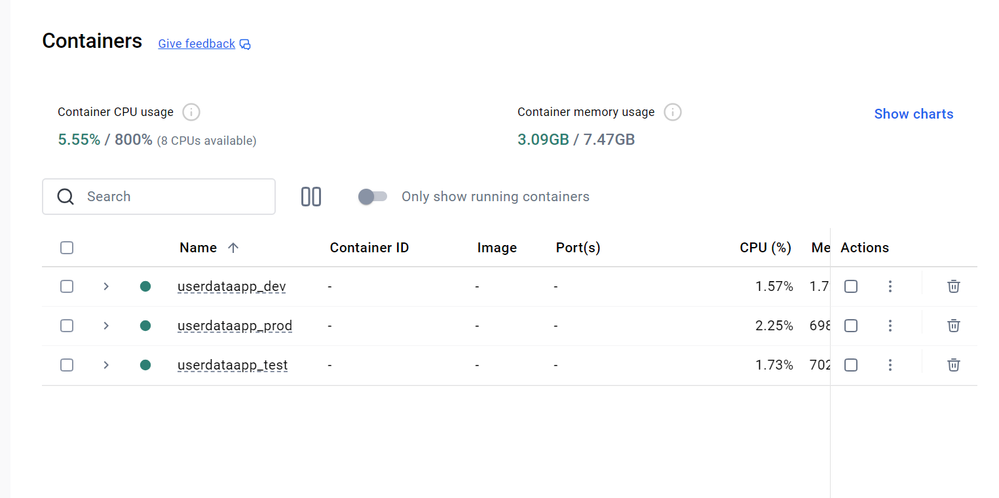 Containers Give feedback
Container CPU usage Container memory usage Show charts
5.55% / 800% (8 CPUs available) 3.09GB / 7.47GB
Search Only show running containers
Name Container ID Image Port(s) CPU (%) Me Actions
userdataapp_dev - - - 1.57% 1.7
userdataapp_prod - - - 2.25% 698
userdataapp_test - - - 1.73% 702